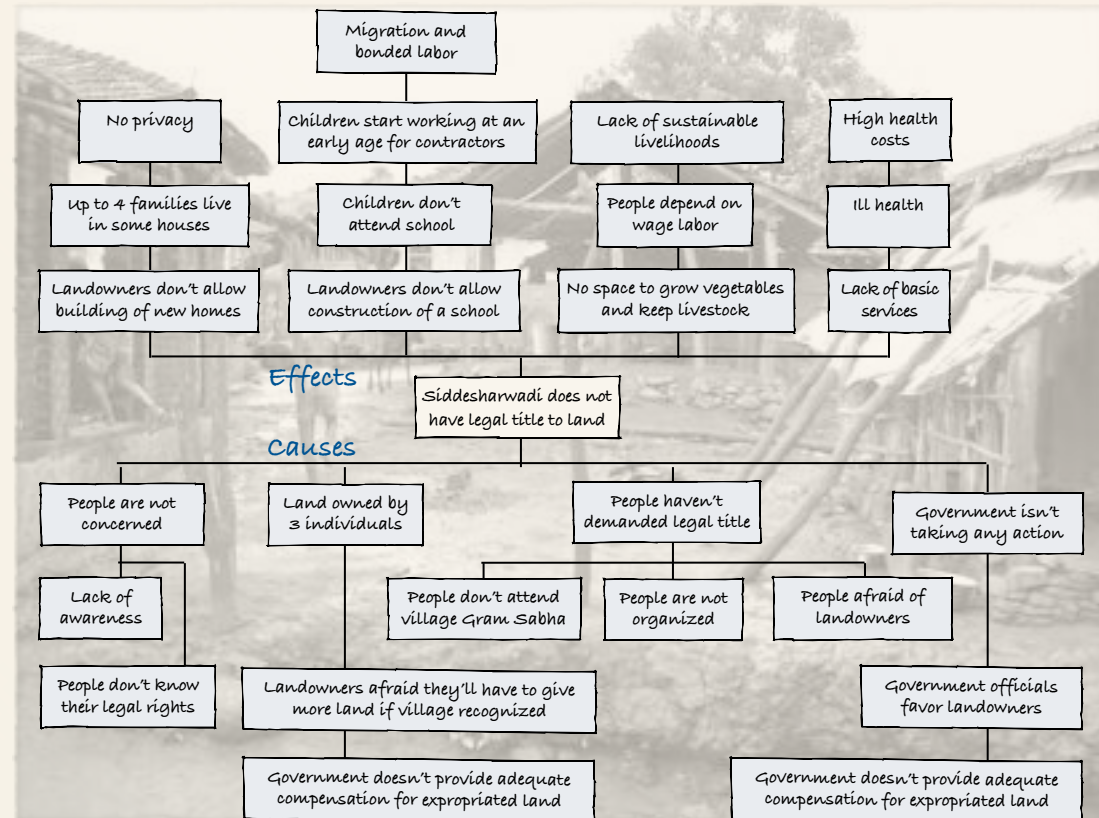 Migration and
bonded labor
No privacy
Children start working at an
early age for contractors
Lack of sustainable
livelihoods
High health
costs
Up to 4 families live
in some houses
Children don't
attend school
People depend on
wage labor
Ill health
Landowners don't allow
building of new homes
Landowners don't allow
construction of a school
No space to grow vegetables
and keep livestock
Lack of basic
services
Effects
Siddesharwadi does not
have legal title to land
Causes
People are not
concerned
Land owned by
3 individuals
People haven't
demanded legal title
Government isn't
taking any action
Lack of
awareness
People don't attend
village Gram Sabha
People are not
organized
People afraid of
landowners
People don't know
their legal rights
Landowners afraid they'll have to give
more land if village recognized
Government officials
favor landowners
Government doesn't provide adequate
compensation for expropriated land
Government doesn't provide adequate
compensation for expropriated land